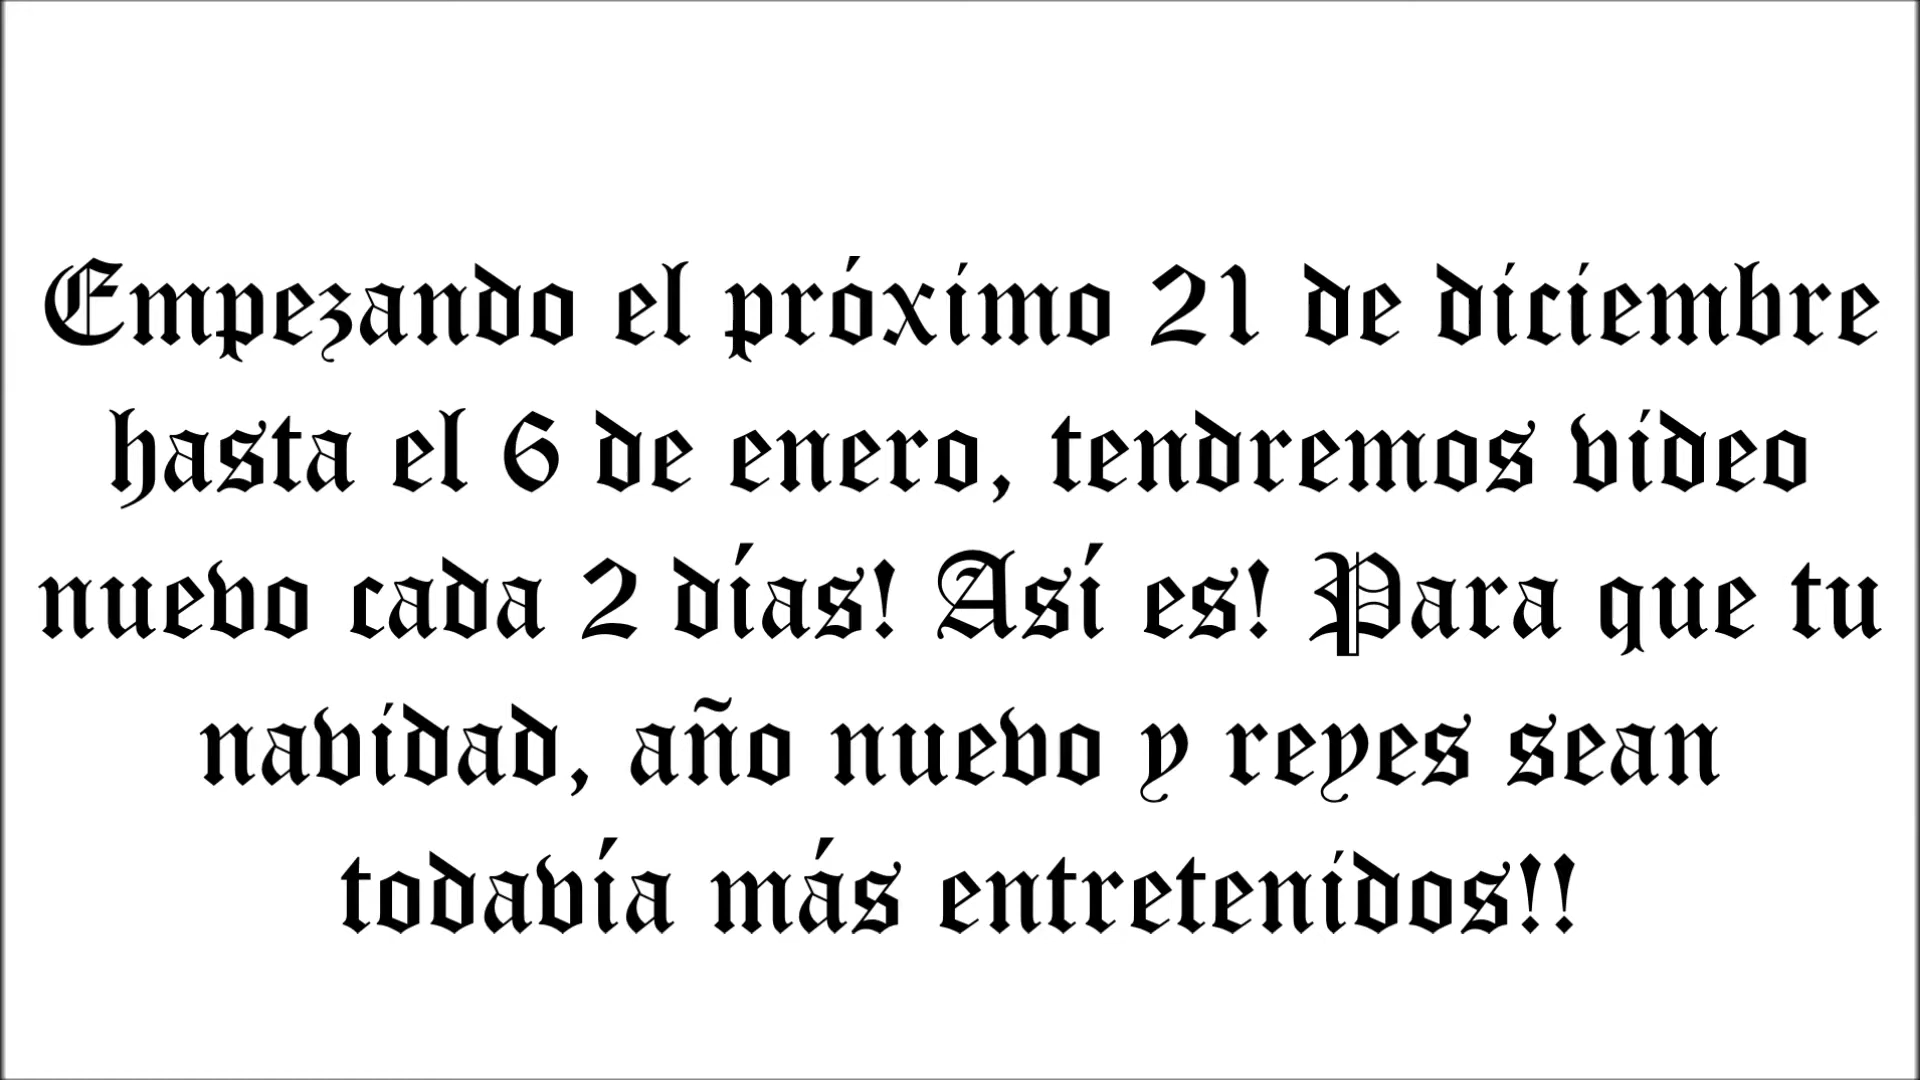 Empezando el próximo 21 de diciembre
hasta el 6 de enero, tendremos video
nuevo cada 2 días! Así es! Para que tu
navidad, año nuevo y reyes sean
todavía más entretenidos!!